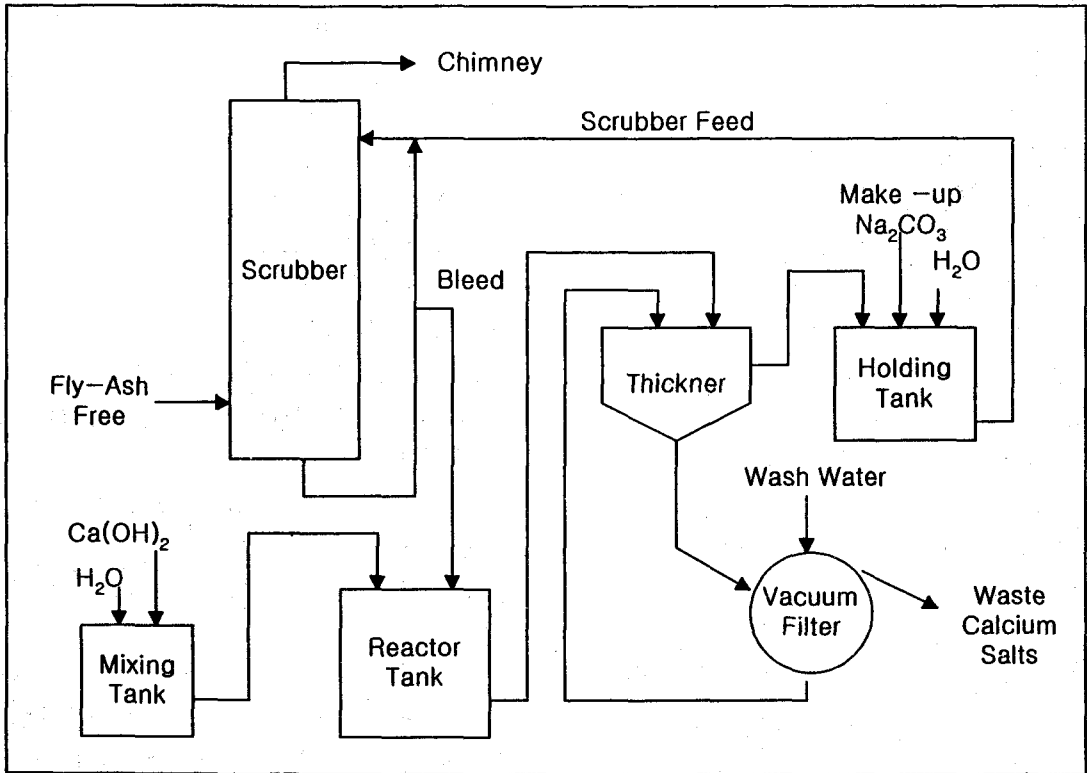 Chimney
Scrubber Feed
Make -up
Na₂CO₃
H₂O
Scrubber
Bleed
Thickner
Holding
Tank
Fly-Ash
Free
Wash Water
Ca(OH)₂
H₂O
Mixing
Tank
Reactor
Tank
Vacuum
Filter
Waste
Calcium
Salts